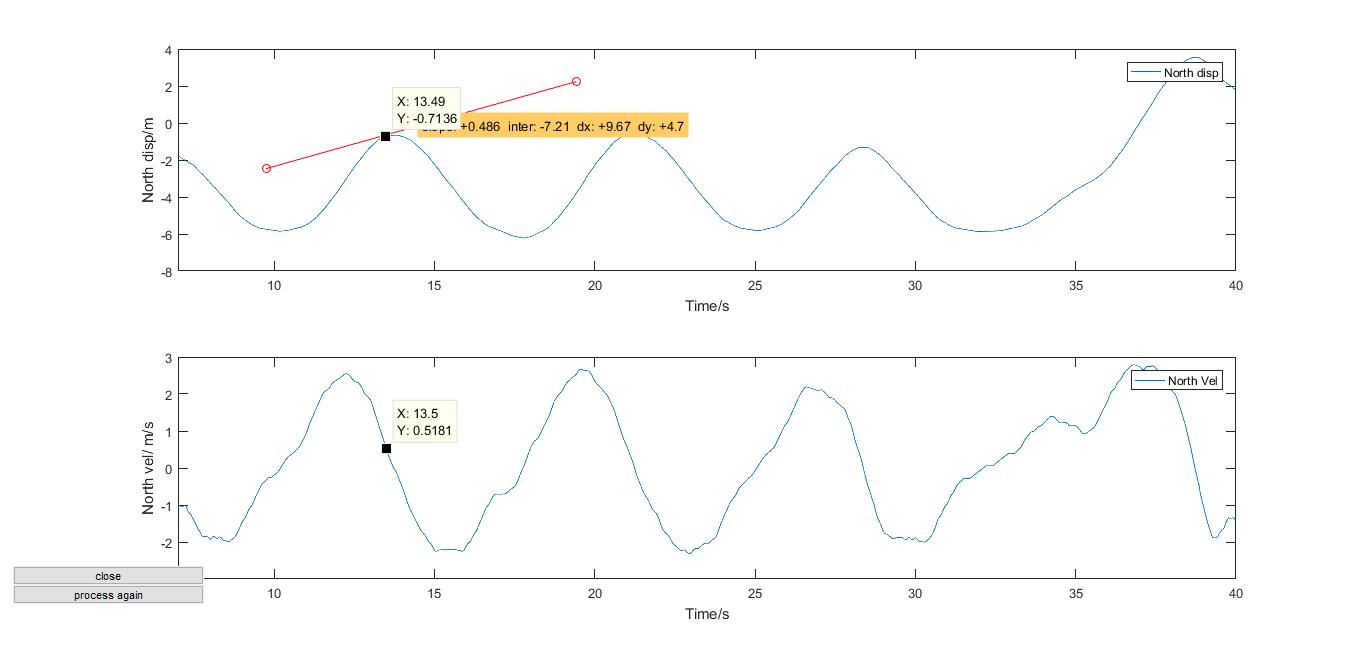 4
2
0
-2
-4
-6
-8
North disp/m
North disp
X: 13.49
Y: -0.7136
+0.486 inter: -7.21 dx: +9.67 dy: +4.7
10 15 20 25 30 35 40
Time/s
3
2
1
0
-1
-2
North vel/ m/s
North Vel
X: 13.5
Y: 0.5181
10 15 20 25 30 35 40
Time/s
close
process again